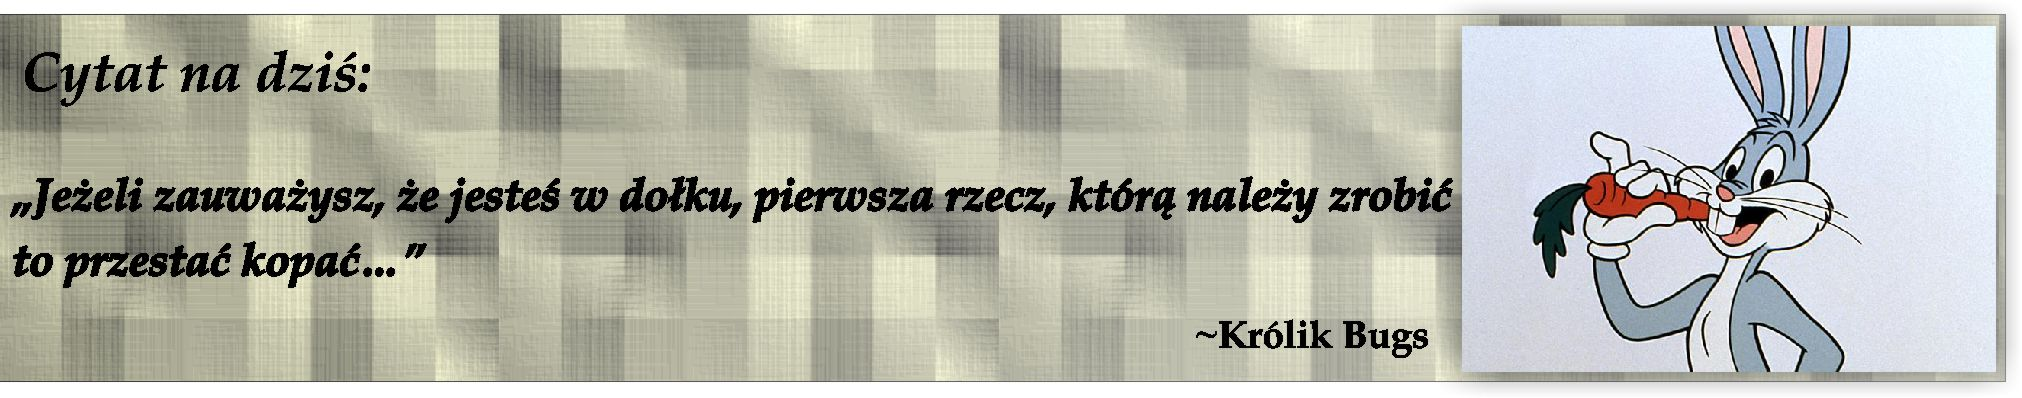 Cytat na dziś:
„Jeżeli zauważysz, że jesteś w dołku, pierwsza rzecz, którą należy zrobić
to przestać kopać…”
~Królik Bugs